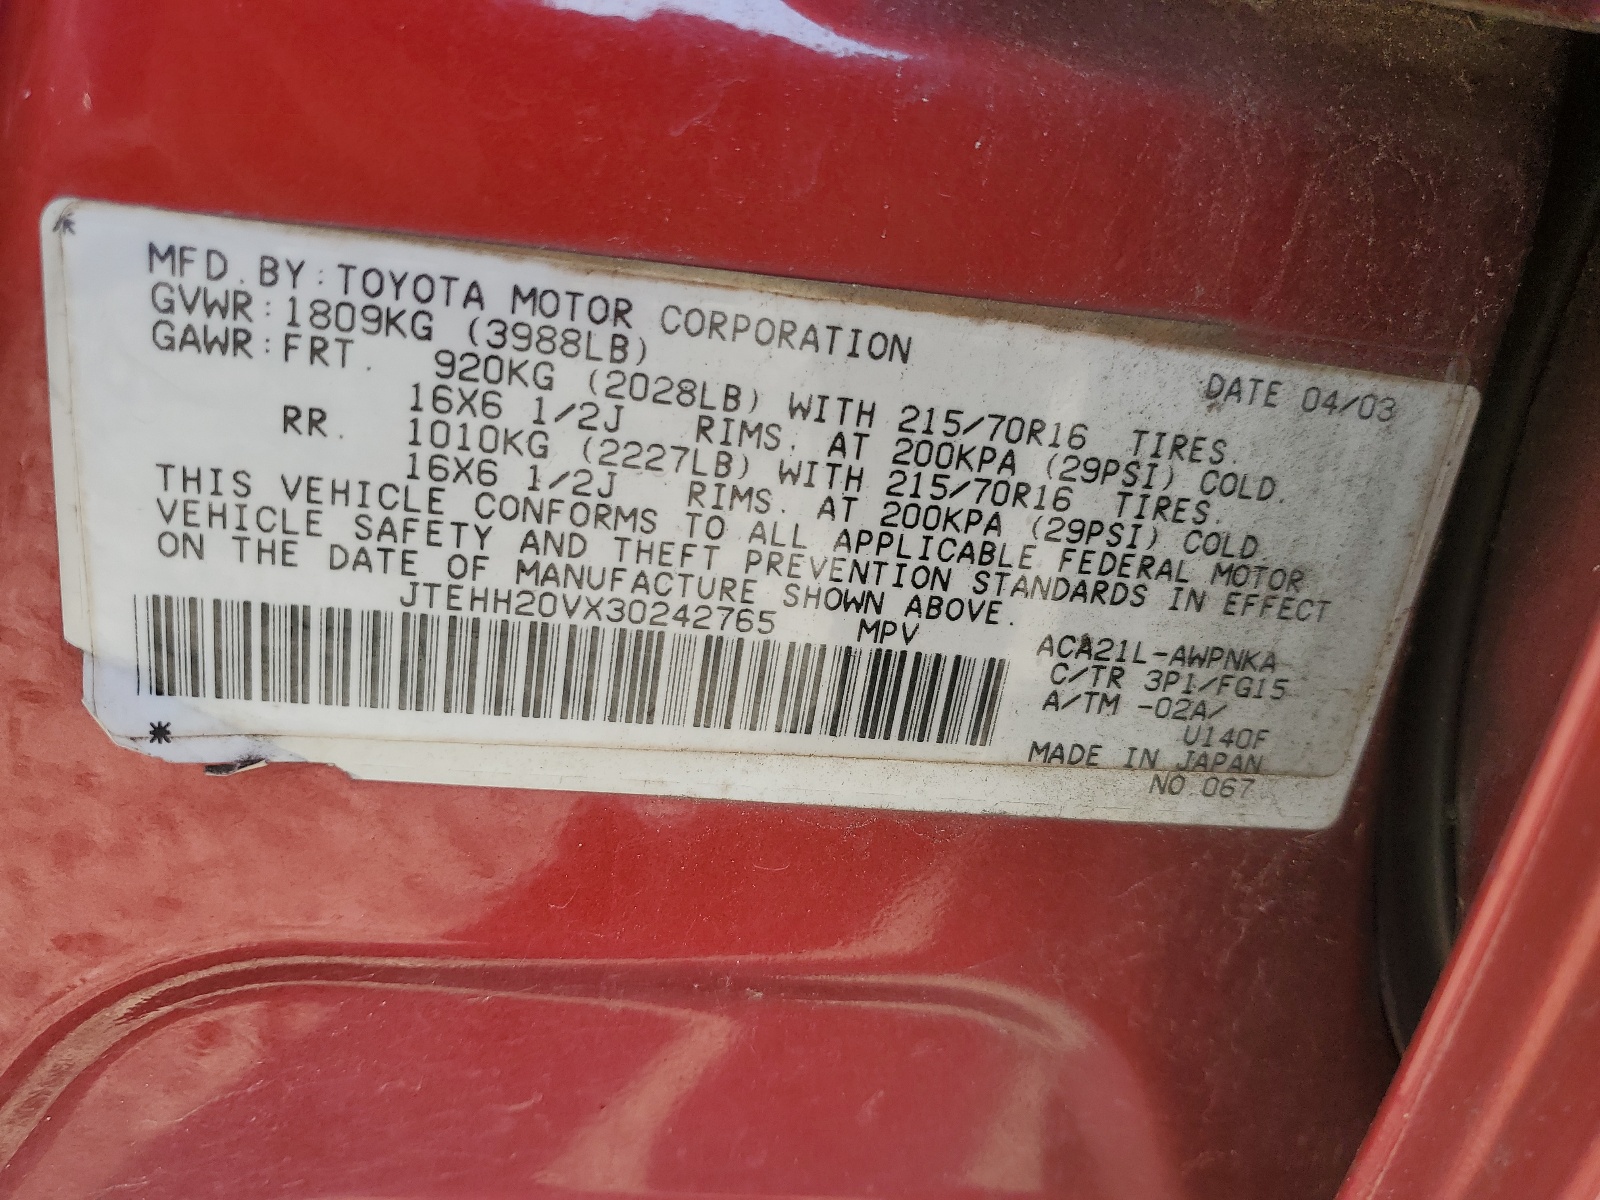 MFD. BY: TOYOTA MOTOR CORPORATION DATE 04/03
GVWR: 1809KG (3988LB)
GAWR: FRT. 920KG (2028LB) WITH 215/70R16 TIRES.
16X6 1/2J RIMS. AT 200KPA (29PSI) COLD.
RR. 1010KG (2227LB) WITH 215/70R16 TIRES.
16X6 1/2J RIMS. AT 200KPA (29PSI) COLD.
THIS VEHICLE CONFORMS TO ALL APPLICABLE FEDERAL MOTOR
VEHICLE SAFETY AND THEFT PREVENTION STANDARDS IN EFFECT
ON THE DATE OF MANUFACTURE SHOWN ABOVE.
JTEHH20VX30242765 MPV
ACA21L-AWPNKA
C/TR 3P1/FG15
A/TM -02A/
U140F
MADE IN JAPAN
NO.067